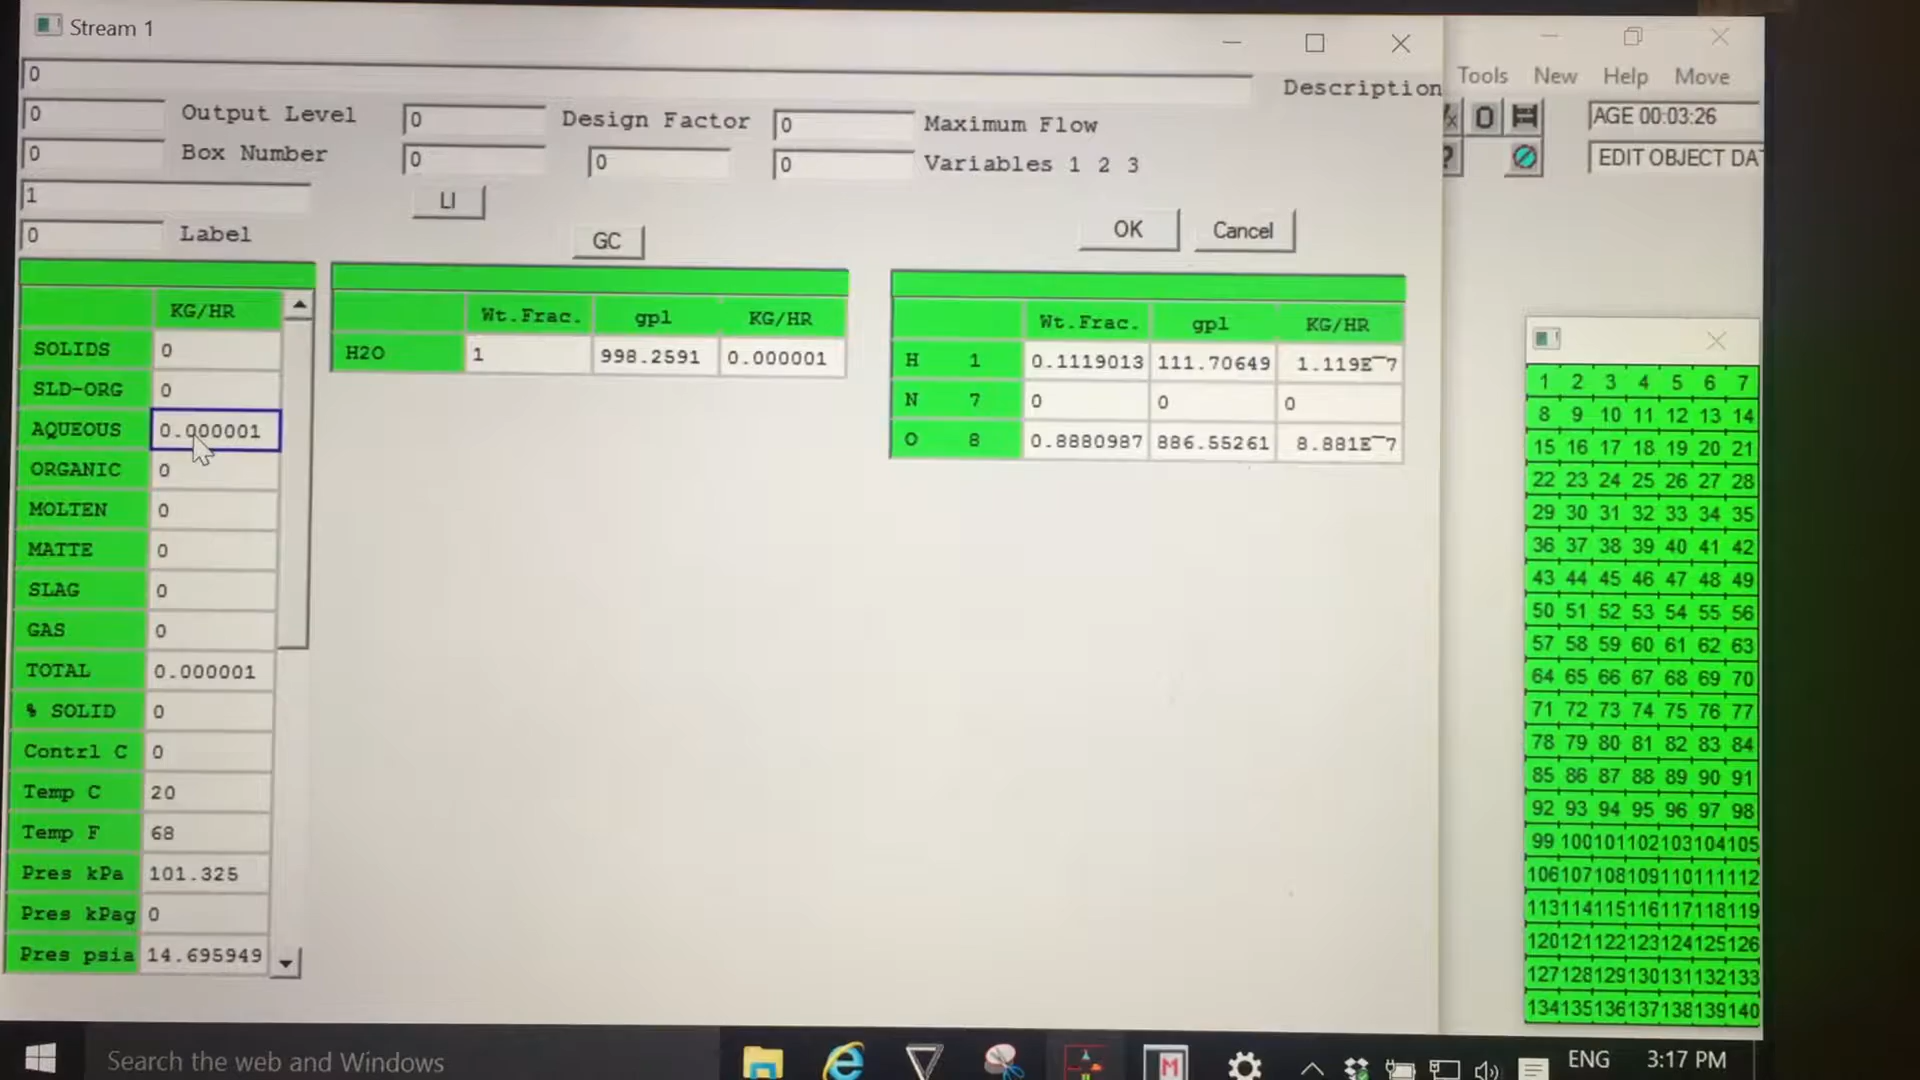 Stream 1
0 Description
0 Output Level 0 Design Factor 0 Maximum Flow
0 Box Number 0 0 0 Variables 1 2 3
1 LI
0 Label GC OK Cancel
KG/HR
SOLIDS 0
SLD-ORG 0
AQUEOUS 0.000001
ORGANIC 0
MOLTEN 0
MATTE 0
SLAG 0
GAS 0
TOTAL 0.000001
% SOLID 0
Contrl C 0
Temp C 20
Temp F 68
Pres kPa 101.325
Pres kPag 0
Pres psia 14.695949
Wt.Frac. gpl KG/HR
H2O 1 998.2591 0.000001
Wt.Frac. gpl KG/HR
H 1 0.1119013 111.70649 1.119E¯7
N 7 0 0 0
O 8 0.8880987 886.55261 8.881E¯7
Tools New Help Move
0 AGE 00:03:26
? EDIT OBJECT DAT
1 2 3 4 5 6 7
8 9 10 11 12 13 14
15 16 17 18 19 20 21
22 23 24 25 26 27 28
29 30 31 32 33 34 35
36 37 38 39 40 41 42
43 44 45 46 47 48 49
50 51 52 53 54 55 56
57 58 59 60 61 62 63
64 65 66 67 68 69 70
71 72 73 74 75 76 77
78 79 80 81 82 83 84
85 86 87 88 89 90 91
92 93 94 95 96 97 98
99 100 101 102 103 104 105
106 107 108 109 110 111 112
113 114 115 116 117 118 119
120 121 122 123 124 125 126
127 128 129 130 131 132 133
134 135 136 137 138 139 140
Search the web and Windows
M
ENG 3:17 PM